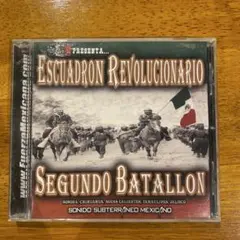 PRESENTA...
ESCUADRON REVOLUCIONARIO
www.FuerzaMexicana.com
SEGUNDO BATALLON
SONIDO SUBTERRÁNEO MEXICANO